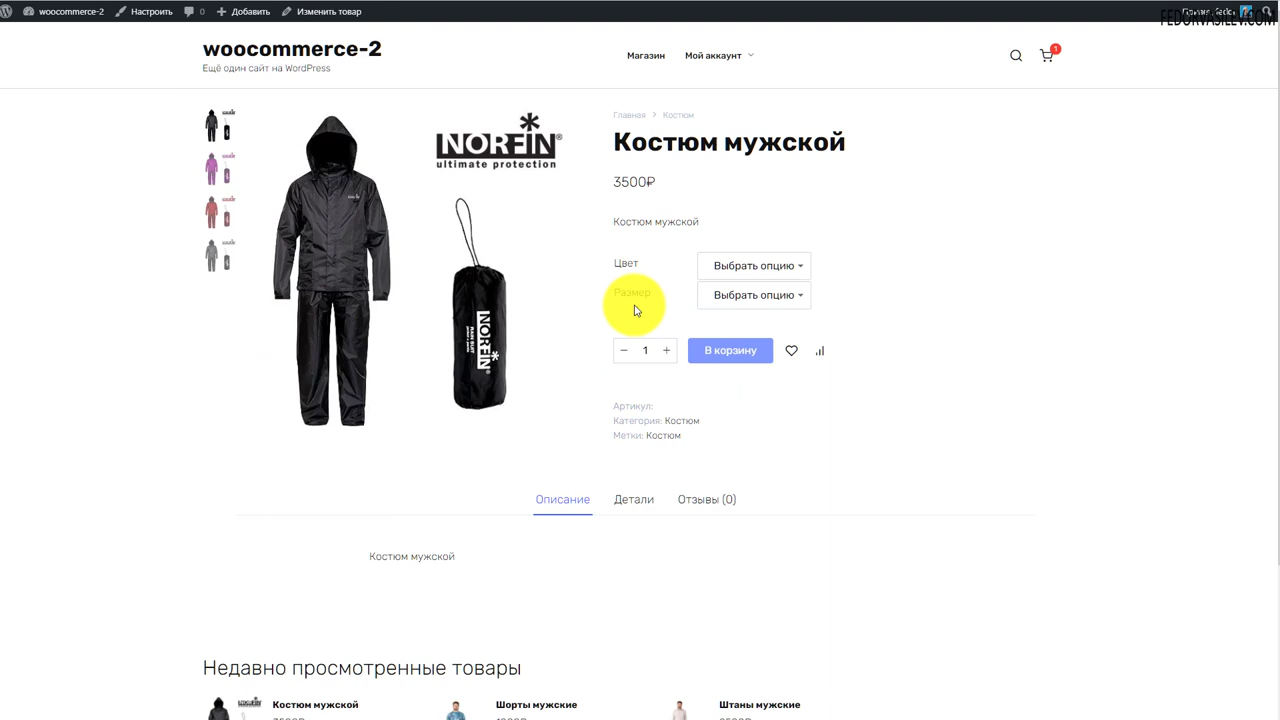 woocommerce-2 Настроить 0 Добавить Изменить товар
FEDORVASILEV.COM
woocommerce-2
Ещё один сайт на WordPress
Магазин Мой аккаунт
1
NORFIN®
ultimate protection
Главная > Костюм
Костюм мужской
3500₽
Костюм мужской
Цвет Выбрать опцию
Размер Выбрать опцию
− 1 + В корзину
NORFIN
RAIN SUIT
Артикул:
Категория: Костюм
Метки: Костюм
Описание Детали Отзывы (0)
Костюм мужской
Недавно просмотренные товары
Костюм мужской Шорты мужские Штаны мужские